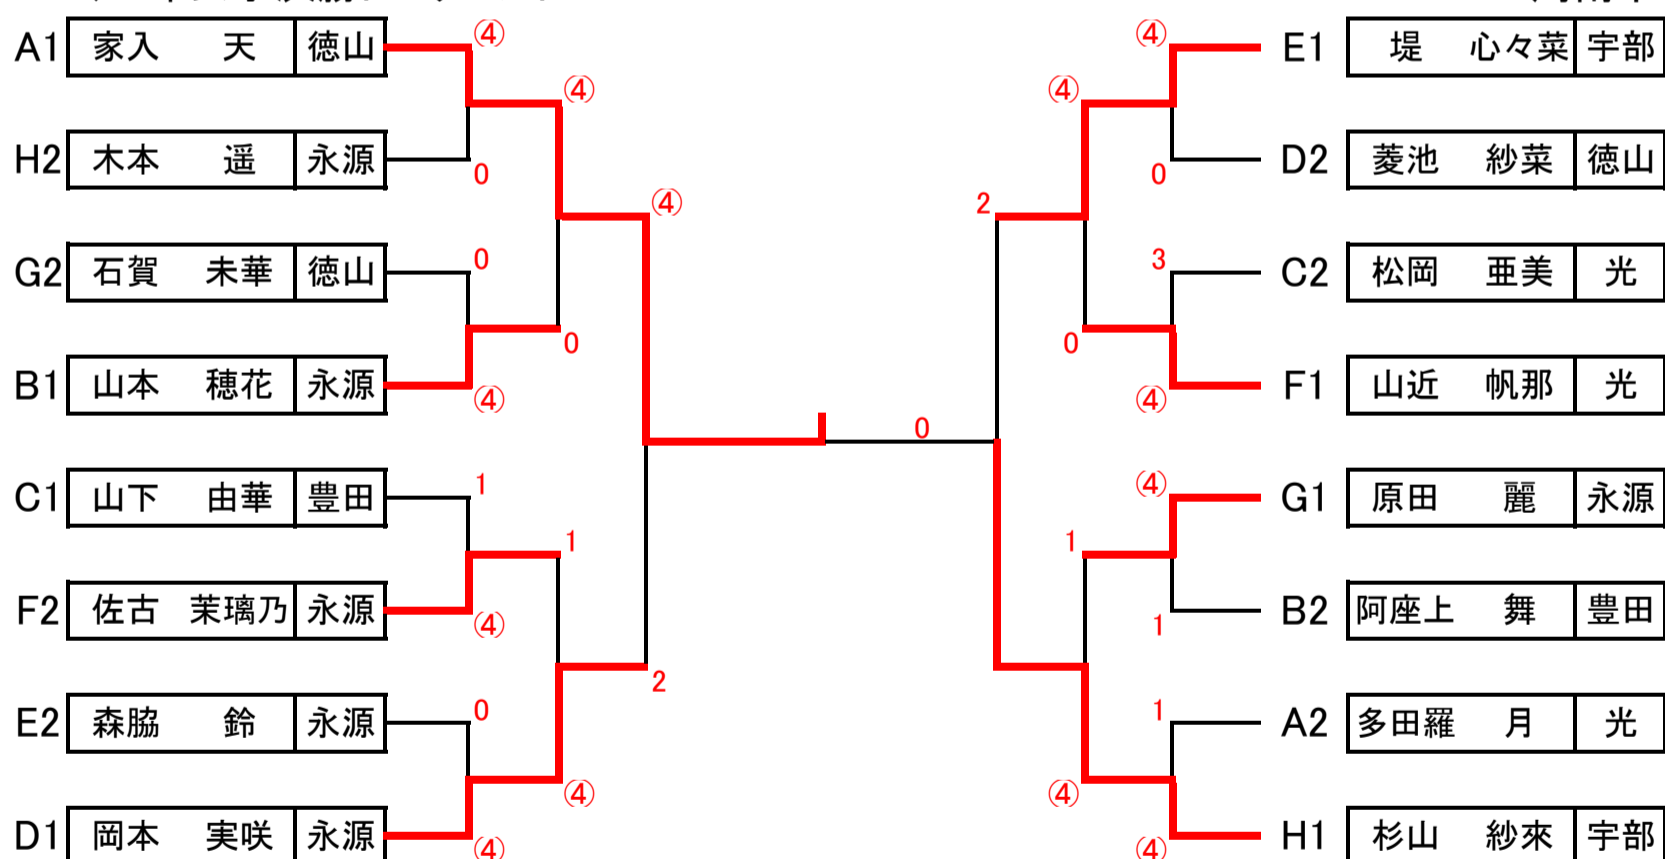 ④ ④
A1 家入 天 徳山 E1 堤 心々菜 宇部
④ ④
H2 木本 遥 永源 D2 菱池 紗菜 徳山
0 0
④ 2
0 3
G2 石賀 未華 徳山 C2 松岡 亜美 光
0 0
B1 山本 穂花 永源 F1 山近 帆那 光
④ ④
0
1 ④
C1 山下 由華 豊田 G1 原田 麗 永源
1 1
F2 佐古 茉璃乃 永源 B2 阿座上 舞 豊田
④ 1
2
0 1
E2 森脇 鈴 永源 A2 多田羅 月 光
④ ④
D1 岡本 実咲 永源 H1 杉山 紗來 宇部
④ ④